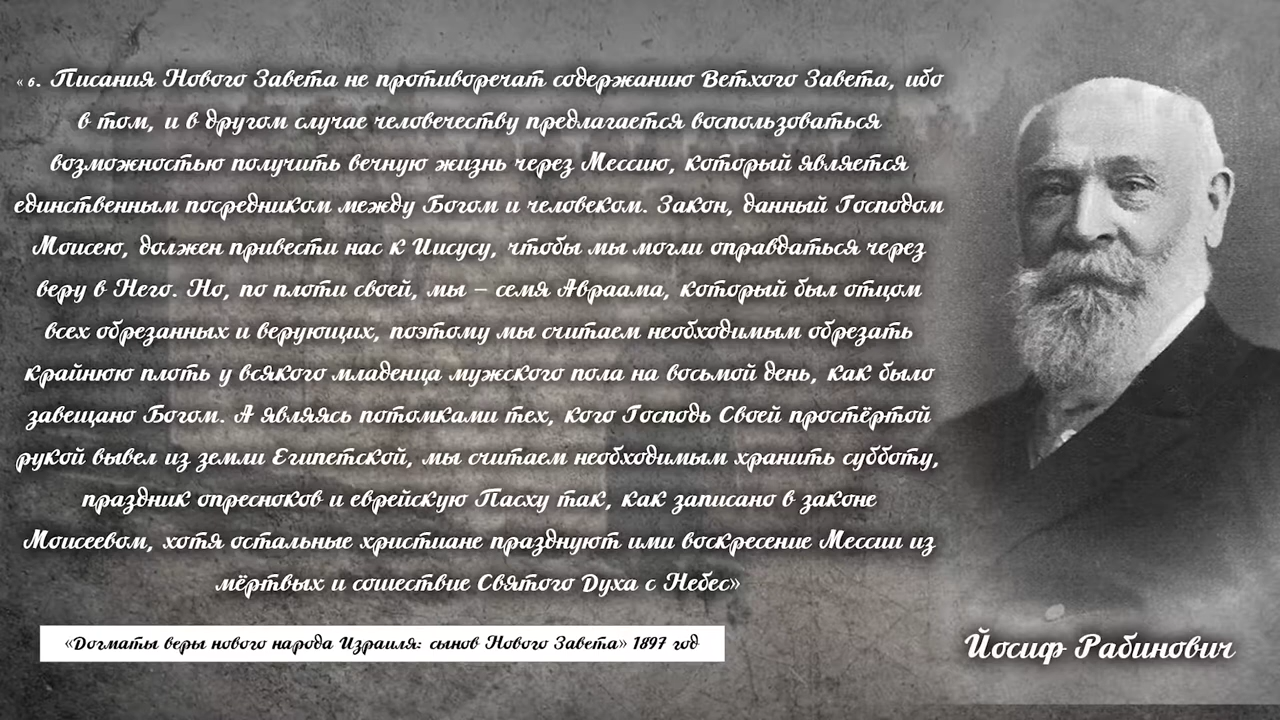 « 6. Писания Нового Завета не противоречат содержанию Ветхого Завета, ибо
в том, и в другом случае человечеству предлагается воспользоваться
возможностью получить вечную жизнь через Мессию, который является
единственным посредником между Богом и человеком. Закон, данный Господом
Моисею, должен привести нас к Иисусу, чтобы мы могли оправдаться через
веру в Него. Но, по плоти своей, мы – семя Авраама, который был отцом
всех обрезанных и верующих, поэтому мы считаем необходимым обрезать
крайнюю плоть у всякого младенца мужского пола на восьмой день, как было
завещано Богом. А являясь потомками тех, кого Господь Своей простёртой
рукой вывел из земли Египетской, мы считаем необходимым хранить субботу,
праздник опресноков и еврейскую Пасху так, как записано в законе
Моисеевом, хотя остальные христиане празднуют ими воскресение Мессии из
мёртвых и сошествие Святого Духа с Небес»
«Догматы веры нового народа Израиля: сынов Нового Завета» 1897 год
Йосиф Рабинович